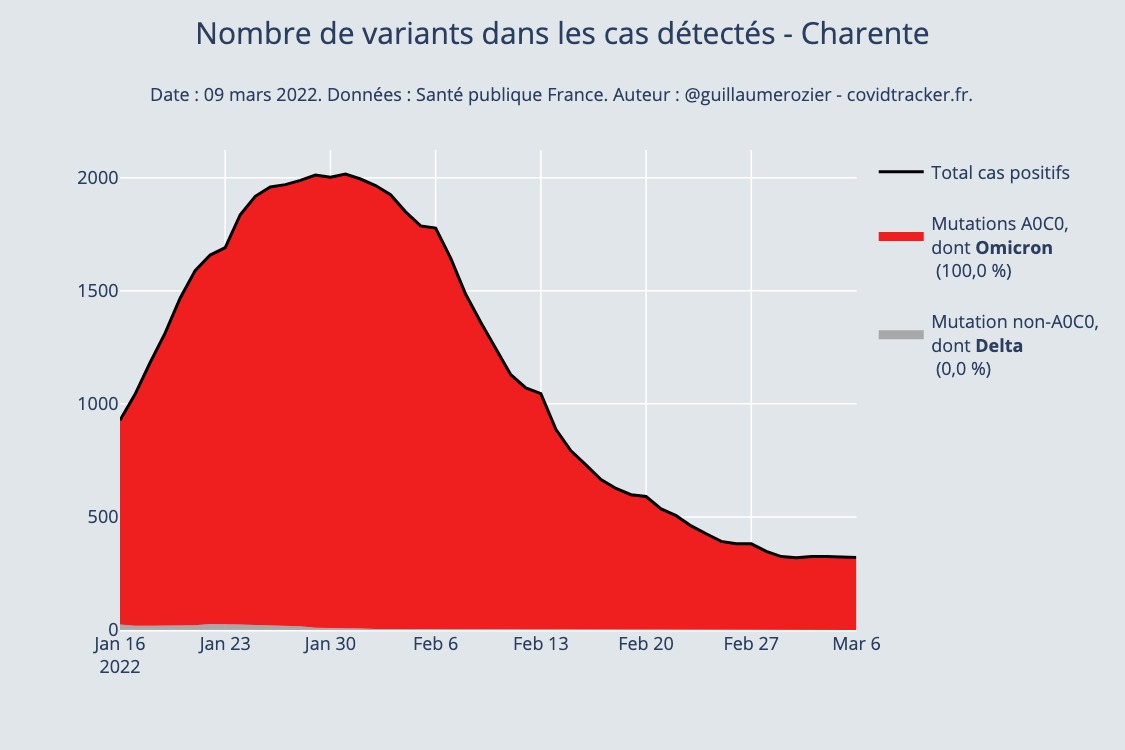 Nombre de variants dans les cas détectés - Charente
Date : 09 mars 2022. Données : Santé publique France. Auteur : @guillaumerozier - covidtracker.fr.
2000
1500
1000
500
0
Jan 16
2022
Jan 23
Jan 30
Feb 6
Feb 13
Feb 20
Feb 27
Mar 6
Total cas positifs
Mutations A0C0,
dont Omicron
(100,0 %)
Mutation non-A0C0,
dont Delta
(0,0 %)